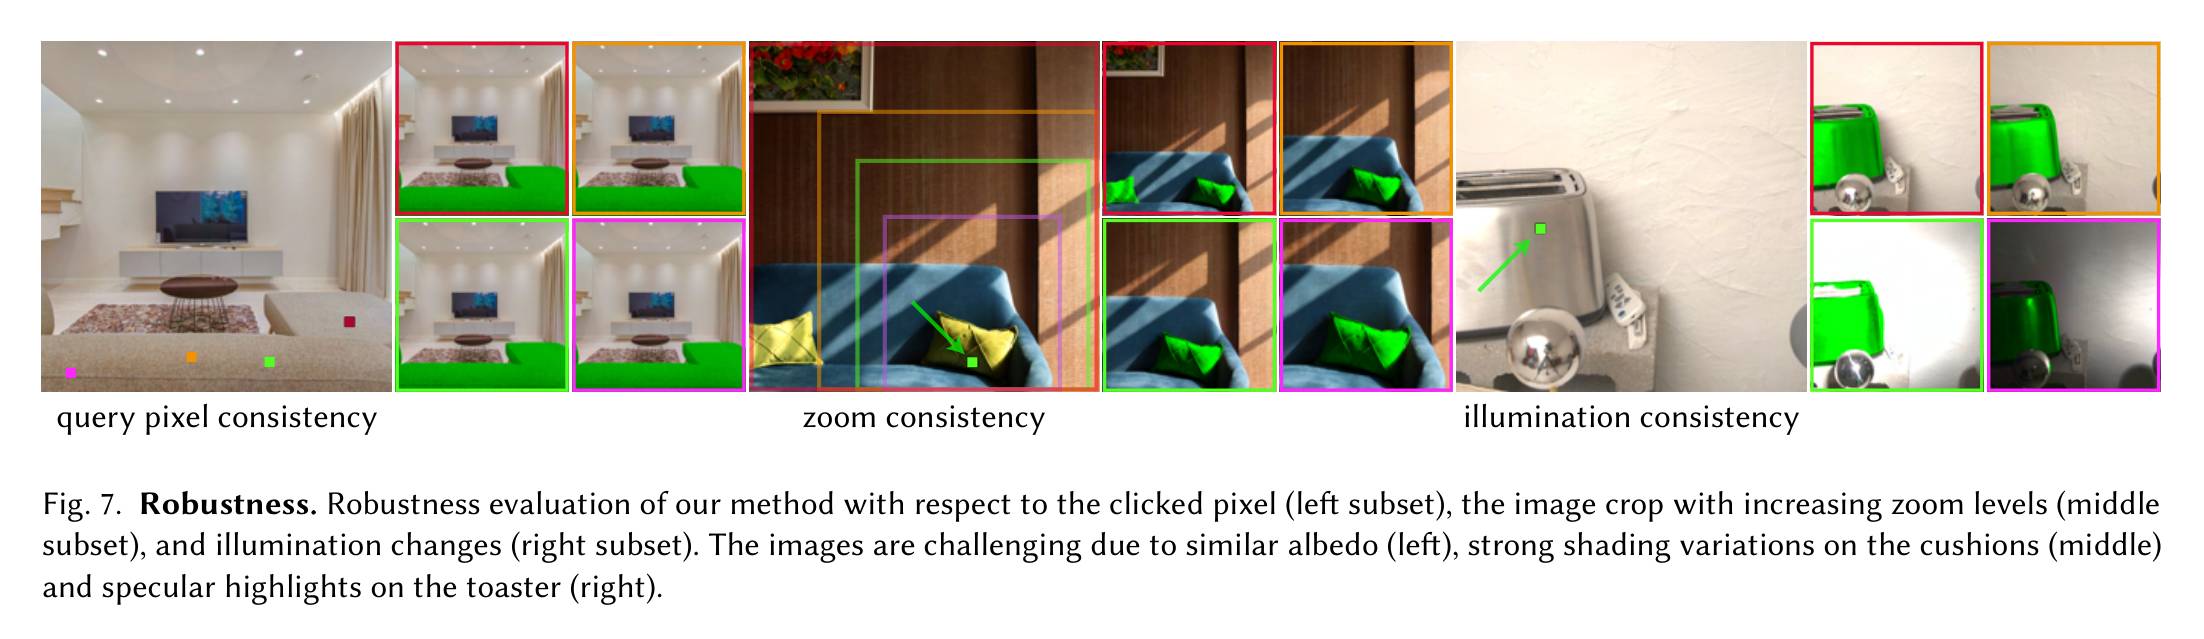 query pixel consistency
zoom consistency
illumination consistency
Fig. 7. Robustness. Robustness evaluation of our method with respect to the clicked pixel (left subset), the image crop with increasing zoom levels (middle
subset), and illumination changes (right subset). The images are challenging due to similar albedo (left), strong shading variations on the cushions (middle)
and specular highlights on the toaster (right).